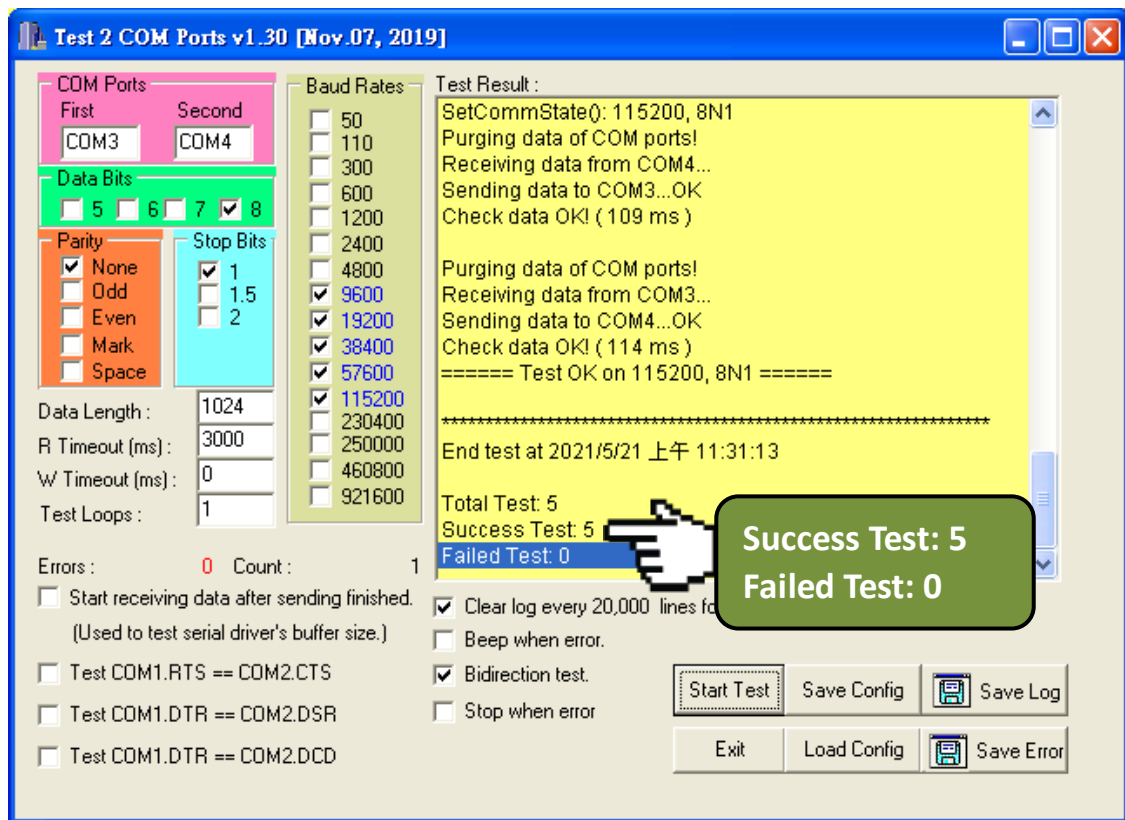 Test 2 COM Ports v1.30 [Nov.07, 2019]
COM Ports
First Second
COM3 COM4
Data Bits
5 6 7 8
Parity
None
Odd
Even
Mark
Space
Stop Bits
1
1.5
2
Data Length : 1024
R Timeout (ms) : 3000
W Timeout (ms) : 0
Test Loops : 1
Baud Rates
50
110
300
600
1200
2400
4800
9600
19200
38400
57600
115200
230400
250000
460800
921600
Test Result :
SetCommState(): 115200, 8N1
Purging data of COM ports!
Receiving data from COM4...
Sending data to COM3...OK
Check data OK! ( 109 ms )
Purging data of COM ports!
Receiving data from COM3...
Sending data to COM4...OK
Check data OK! ( 114 ms )
====== Test OK on 115200, 8N1 ======
******************************************************************************
End test at 2021/5/21 上午 11:31:13
Total Test: 5
Success Test: 5
Failed Test: 0
Success Test: 5
Failed Test: 0
Errors : 0 Count : 1
Start receiving data after sending finished.
(Used to test serial driver's buffer size.)
Test COM1.RTS == COM2.CTS
Test COM1.DTR == COM2.DSR
Test COM1.DTR == COM2.DCD
Clear log every 20,000 lines
Beep when error.
Bidirection test.
Stop when error
Start Test Save Config Save Log
Exit Load Config Save Error